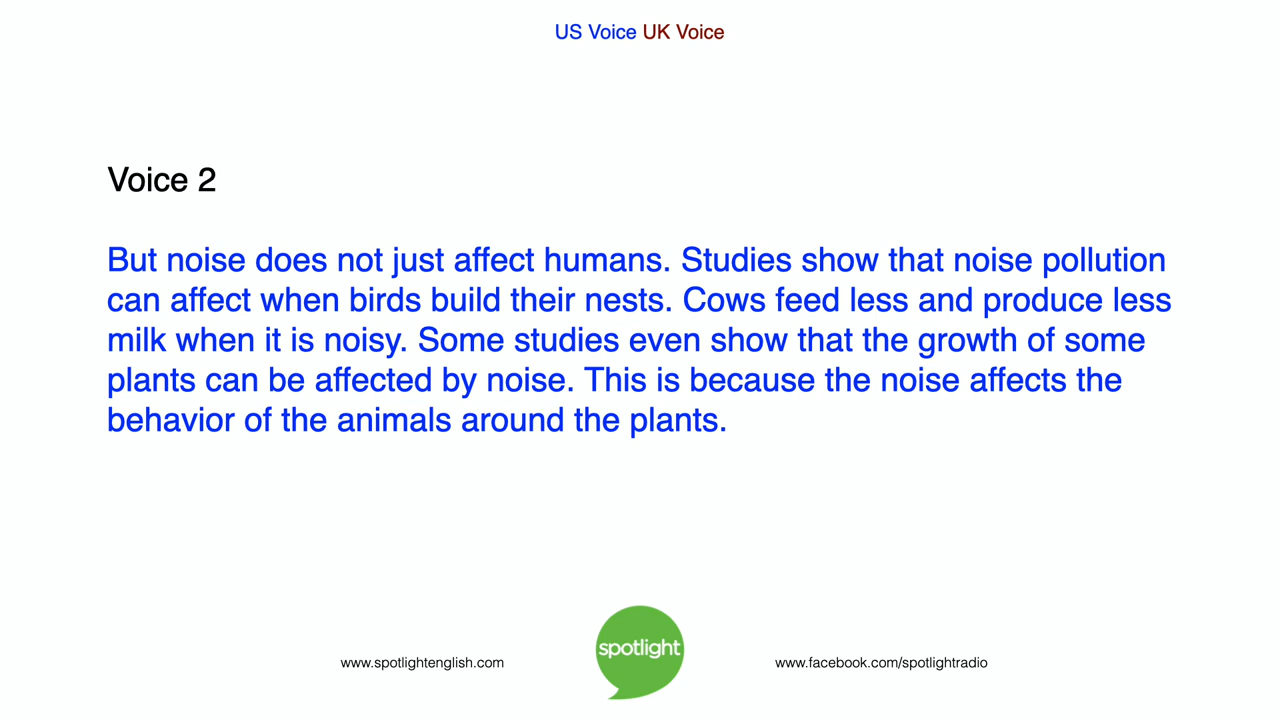 US Voice UK Voice
Voice 2
But noise does not just affect humans. Studies show that noise pollution
can affect when birds build their nests. Cows feed less and produce less
milk when it is noisy. Some studies even show that the growth of some
plants can be affected by noise. This is because the noise affects the
behavior of the animals around the plants.
www.spotlightenglish.com
spotlight
www.facebook.com/spotlightradio